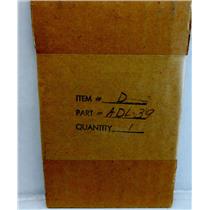 ITEM # D
PART # ADL-39
QUANTITY 1